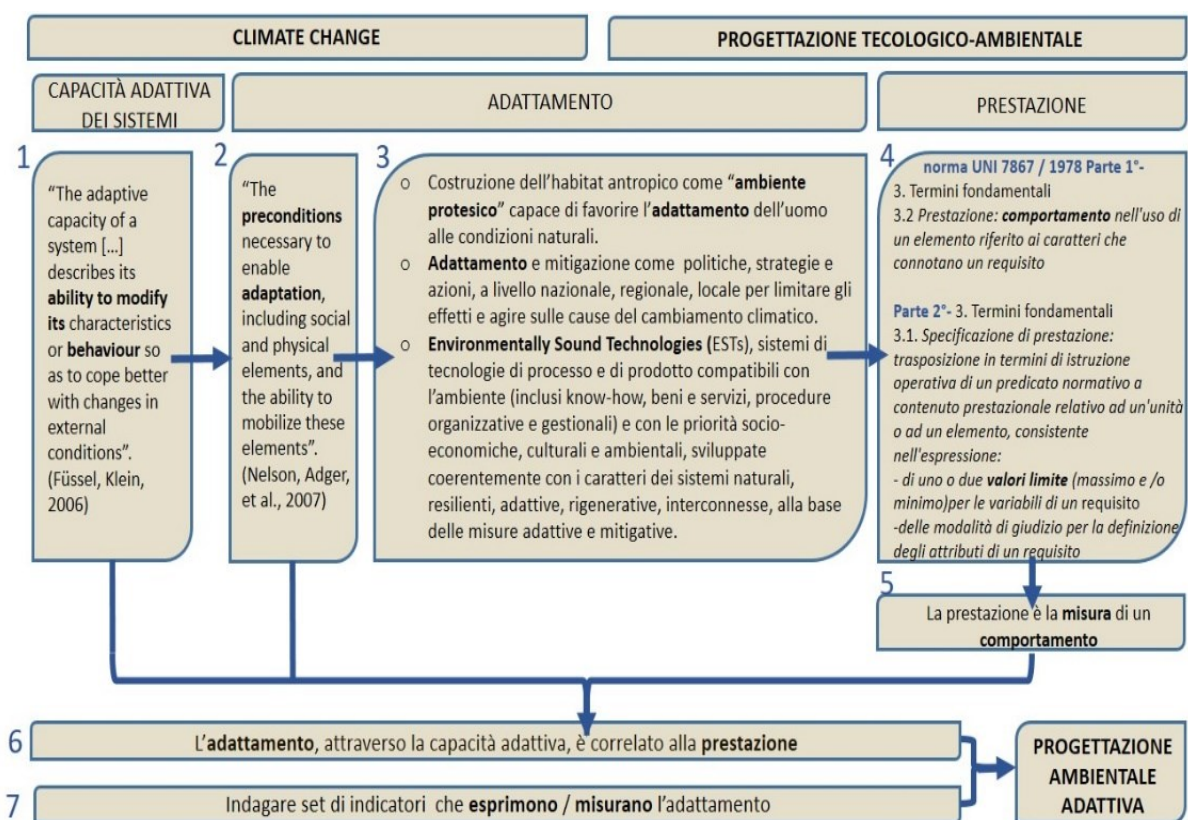 CLIMATE CHANGE
PROGETTAZIONE TECOLOGICO-AMBIENTALE
CAPACITÀ ADATTIVA
DEI SISTEMI
ADATTAMENTO
PRESTAZIONE
1
“The adaptive
capacity of a
system [...]
describes its
ability to modify
its characteristics
or behaviour so
as to cope better
with changes in
external
conditions”.
(Füssel, Klein,
2006)
2
“The
preconditions
necessary to
enable
adaptation,
including social
and physical
elements, and
the ability to
mobilize these
elements”.
(Nelson, Adger,
et al., 2007)
3
o Costruzione dell’habitat antropico come “ambiente
protesico” capace di favorire l’adattamento dell’uomo
alle condizioni naturali.
o Adattamento e mitigazione come politiche, strategie e
azioni, a livello nazionale, regionale, locale per limitare gli
effetti e agire sulle cause del cambiamento climatico.
o Environmentally Sound Technologies (ESTs), sistemi di
tecnologie di processo e di prodotto compatibili con
l’ambiente (inclusi know-how, beni e servizi, procedure
organizzative e gestionali) e con le priorità socio-
economiche, culturali e ambientali, sviluppate
coerentemente con i caratteri dei sistemi naturali,
resilienti, adattive, rigenerative, interconnesse, alla base
delle misure adattive e mitigative.
4
norma UNI 7867 / 1978 Parte 1°-
3. Termini fondamentali
3.2 Prestazione: comportamento nell’uso di
un elemento riferito ai caratteri che
connotano un requisito
Parte 2°- 3. Termini fondamentali
3.1. Specificazione di prestazione:
trasposizione in termini di istruzione
operativa di un predicato normativo a
contenuto prestazionale relativo ad un'unità
o ad un elemento, consistente
nell'espressione:
- di uno o due valori limite (massimo e /o
minimo)per le variabili di un requisito
-delle modalità di giudizio per la definizione
degli attributi di un requisito
5
La prestazione è la misura di un
comportamento
6
L’adattamento, attraverso la capacità adattiva, è correlato alla prestazione
7
Indagare set di indicatori che esprimono / misurano l’adattamento
PROGETTAZIONE
AMBIENTALE
ADATTIVA